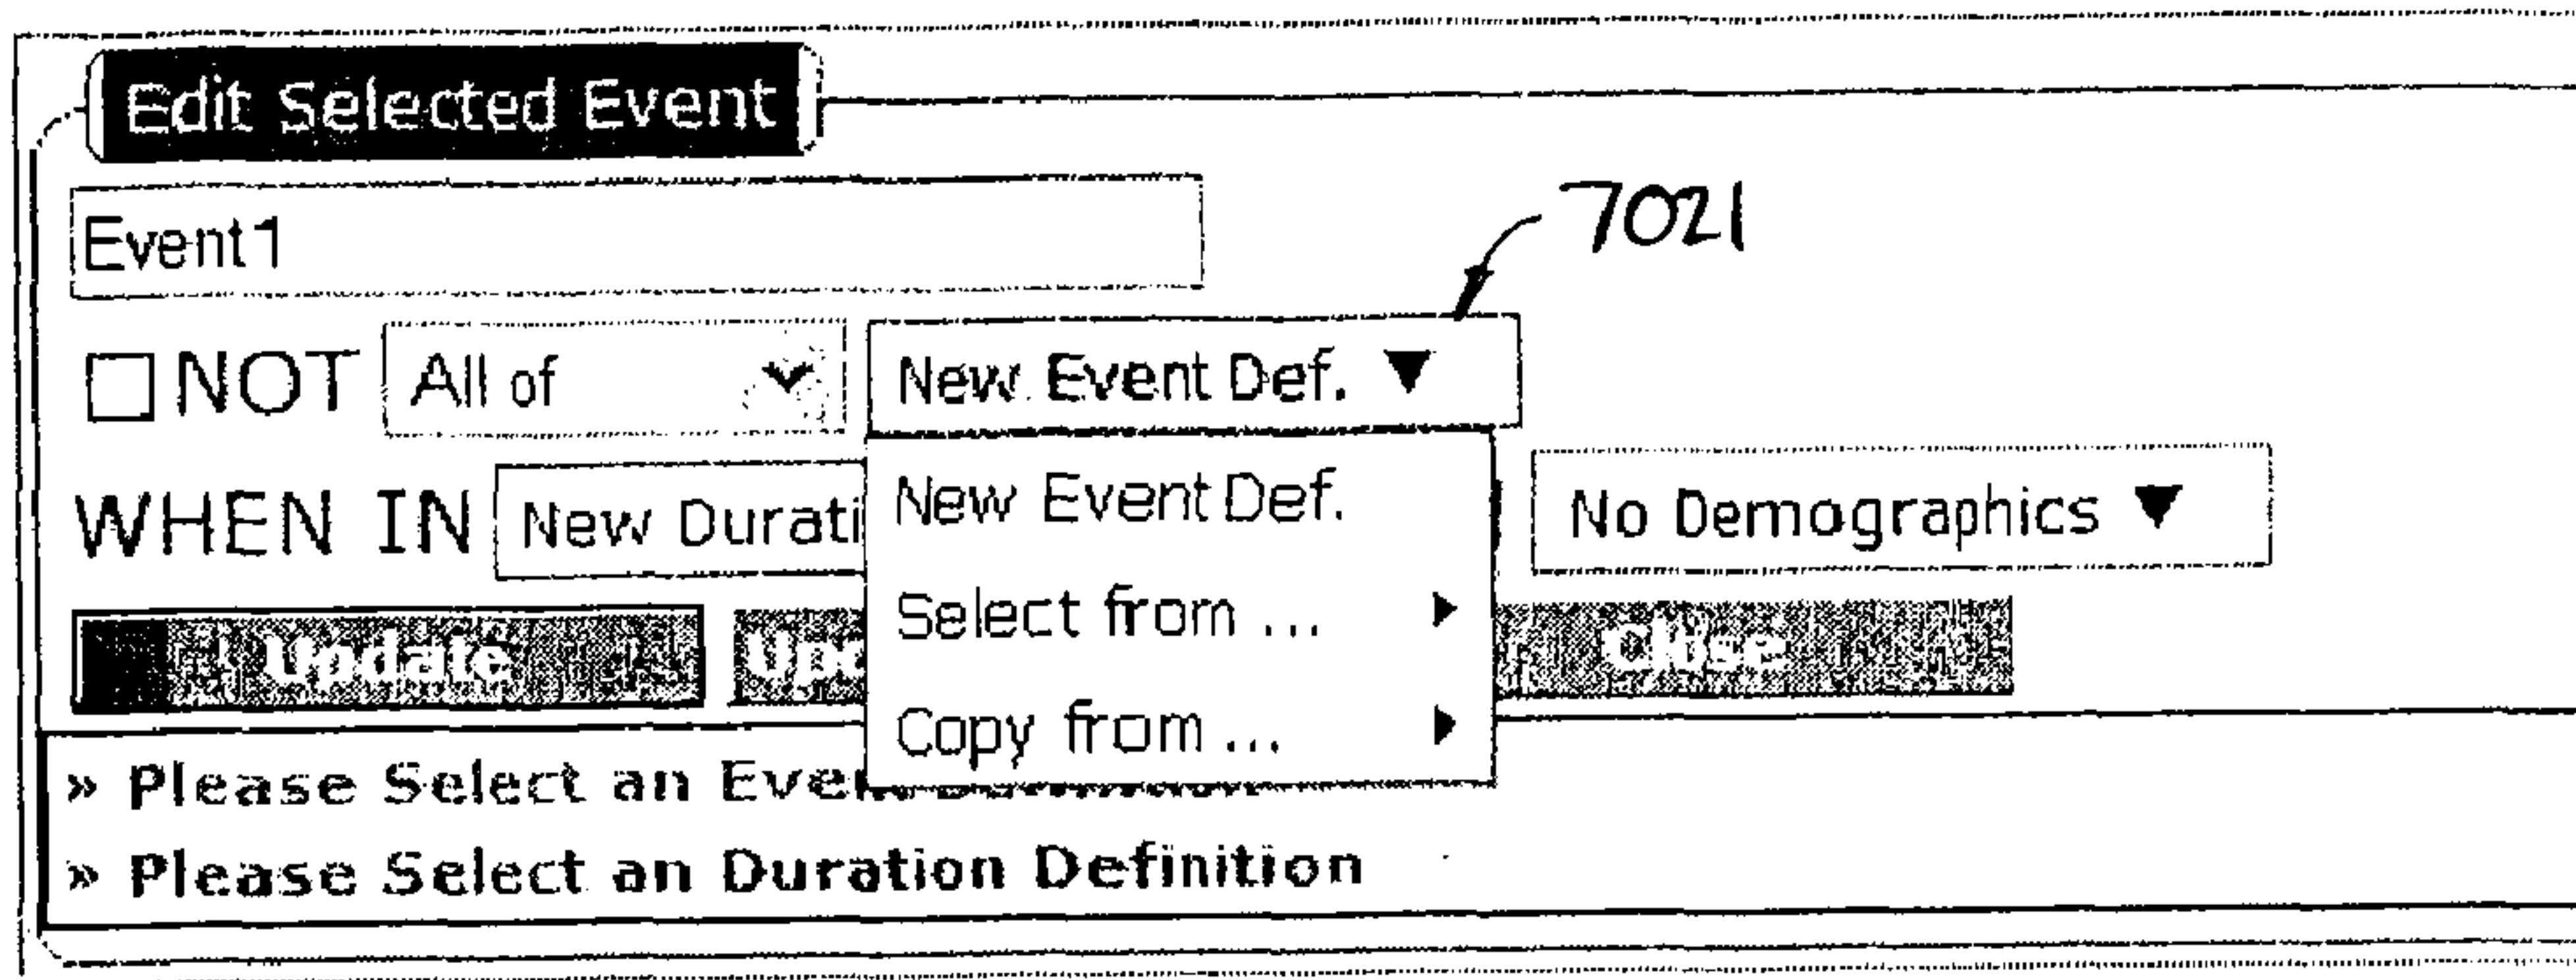 Edit Selected Event
Event1
7021
NOT All of New Event Def. ▼
New Event Def.
WHEN IN New Durati No Demographics ▼
Select from ... ▶
Update Close
Copy from ... ▶
» Please Select an Even
» Please Select an Duration Definition